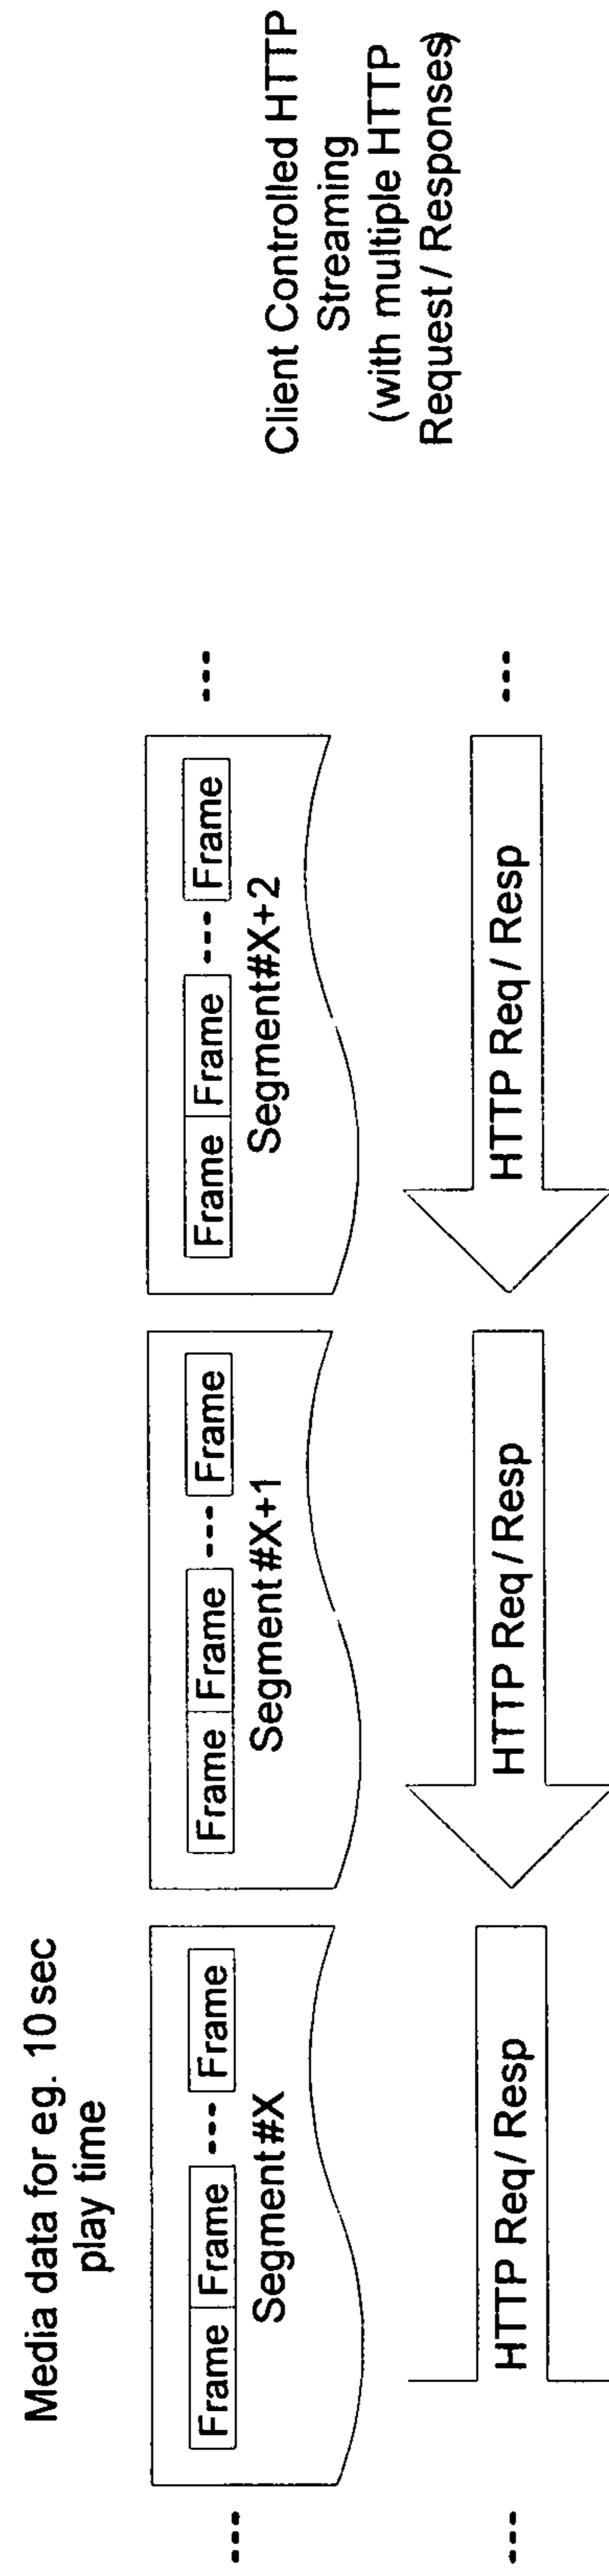 Media data for eg. 10sec
play time
--- Frame Frame --- Frame Frame Frame --- Frame Frame Frame --- Frame ---
Segment#X Segment#X+1 Segment#X+2
--- HTTP Req/ Resp HTTP Req/ Resp HTTP Req/ Resp ---
Client Controlled HTTP
Streaming
(with multiple HTTP
Request/ Responses)